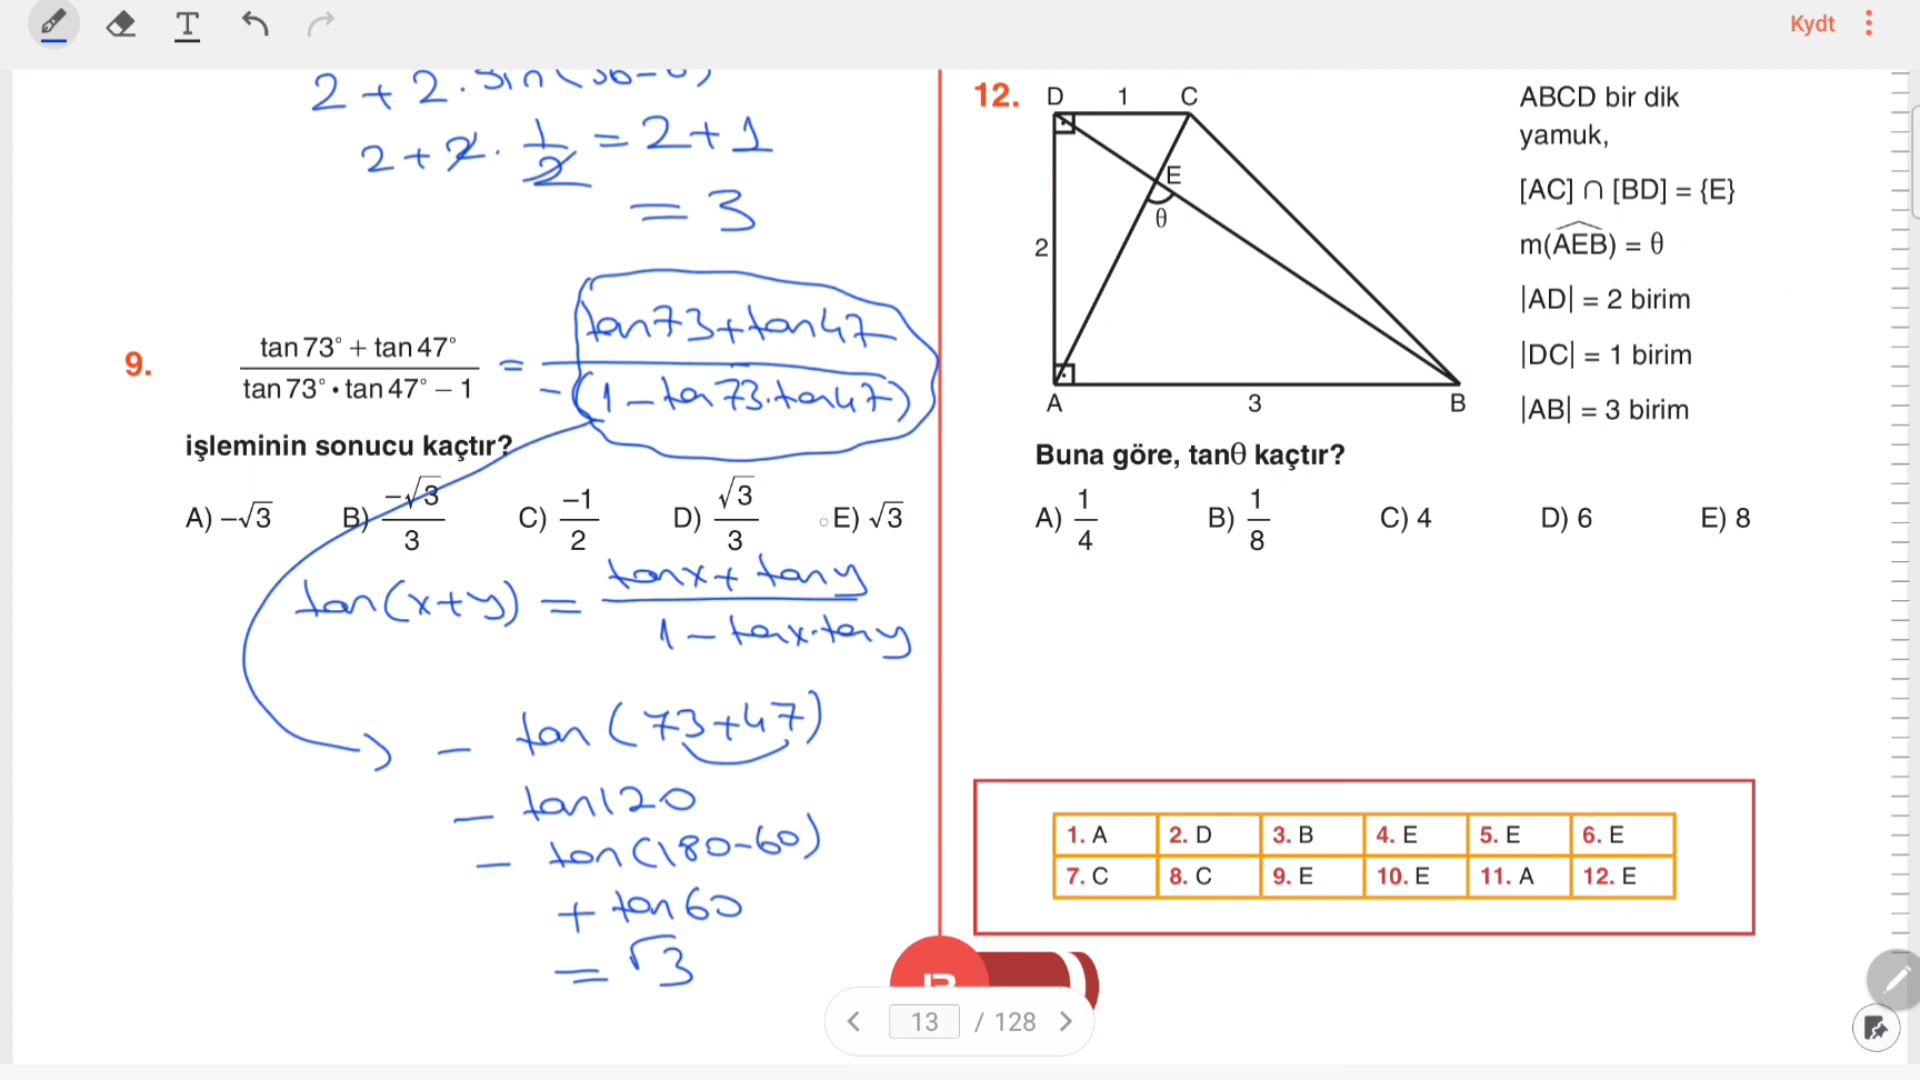 T
Kydt
2 + 2 . sin(
2 + 2 . 1/2 = 2 + 1
= 3
9.
tan 73° + tan 47°
tan 73° • tan 47° – 1
= tan73+tan47
-(1-tan73.tan47)
işleminin sonucu kaçtır?
A) –√3 B) –√3/3 C) –1/2 D) √3/3 E) √3
tan(x+y) = tanx + tany
1 - tanx.tany
- tan(73+47)
- tan120
- tan(180-60)
+ tan60
= √3
12.
D 1 C
E
θ
2
A 3 B
ABCD bir dik
yamuk,
[AC] ∩ [BD] = {E}
m(AEB) = θ
|AD| = 2 birim
|DC| = 1 birim
|AB| = 3 birim
Buna göre, tanθ kaçtır?
A) 1/4 B) 1/8 C) 4 D) 6 E) 8
1. A 2. D 3. B 4. E 5. E 6. E
7. C 8. C 9. E 10. E 11. A 12. E
13 / 128